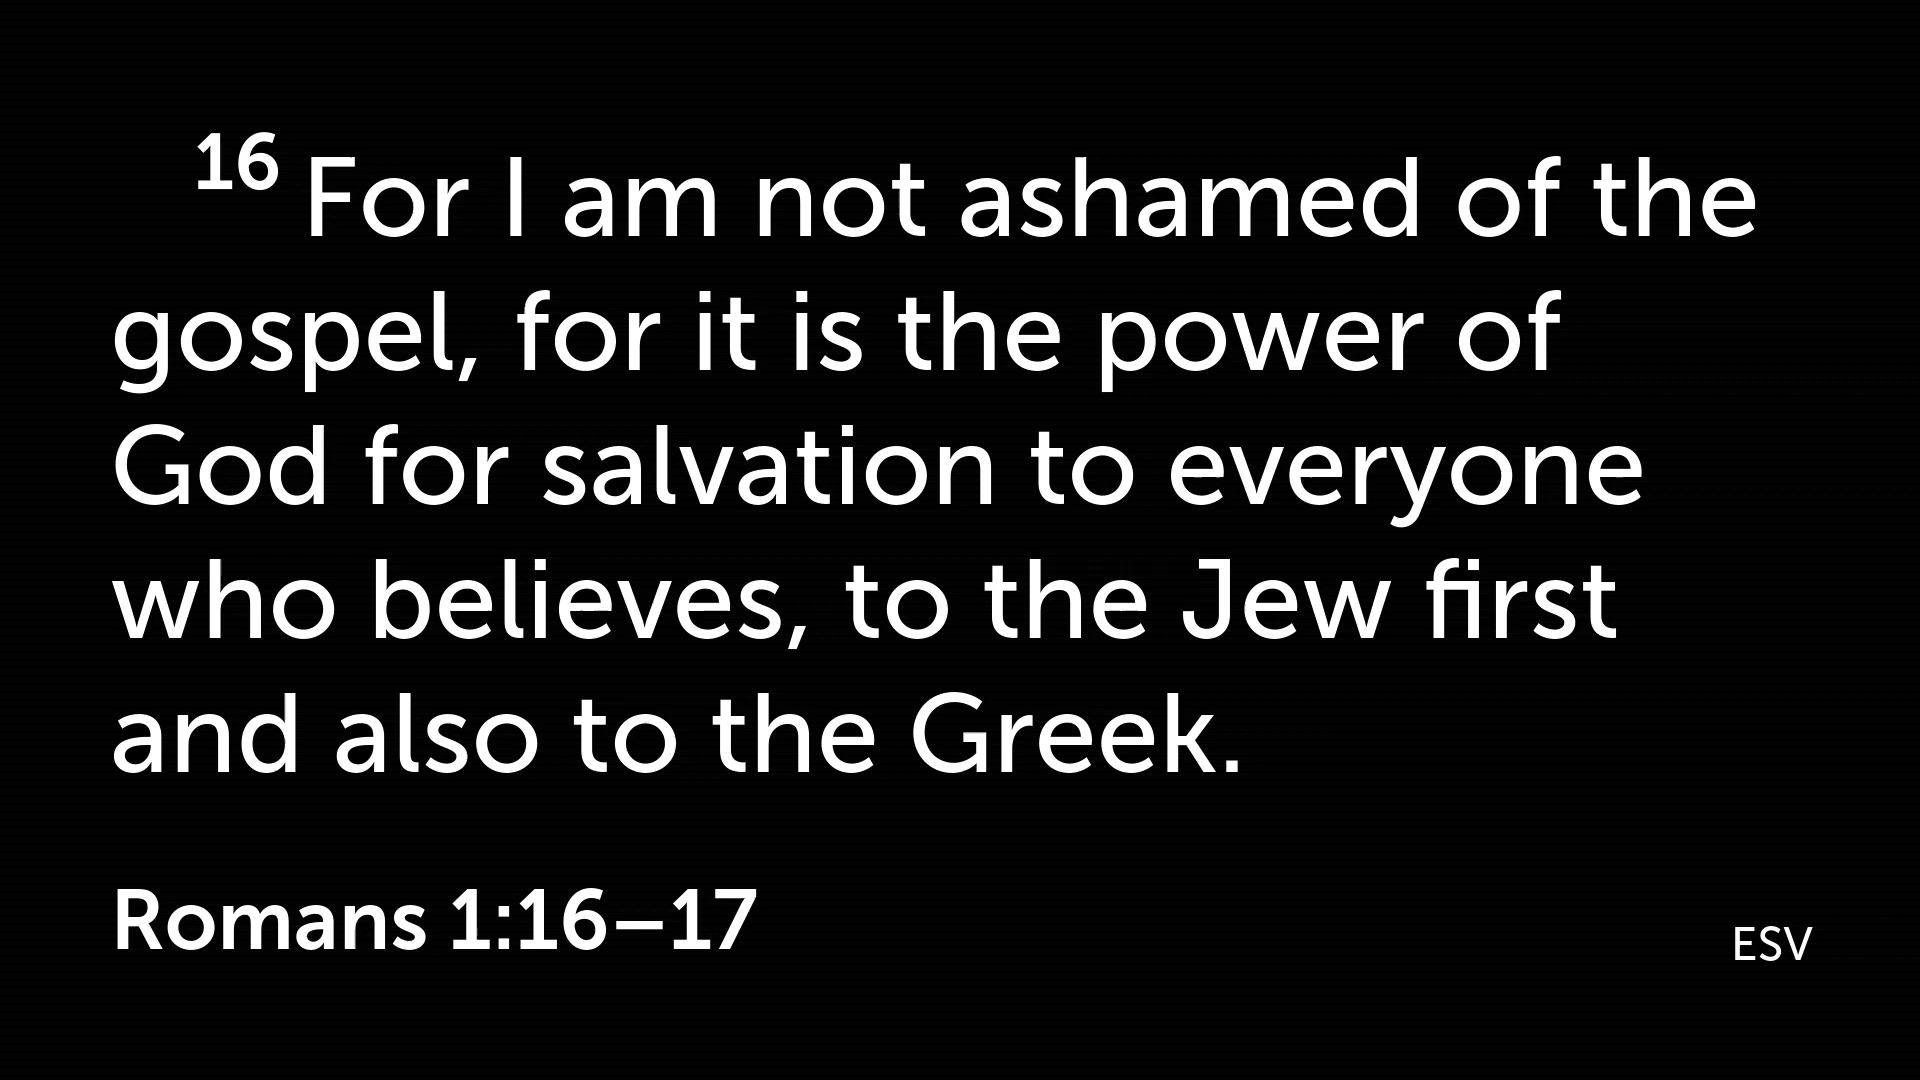 16 For I am not ashamed of the
gospel, for it is the power of
God for salvation to everyone
who believes, to the Jew first
and also to the Greek.
Romans 1:16–17
ESV